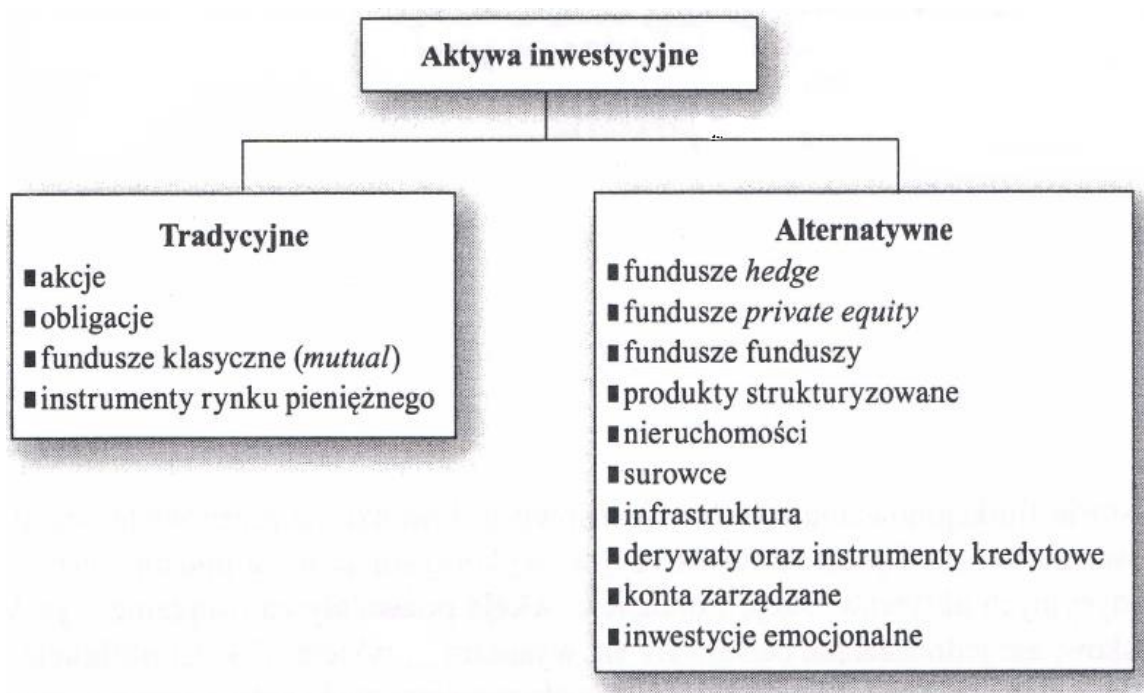 Aktywa inwestycyjne
Tradycyjne
▪ akcje
▪ obligacje
▪ fundusze klasyczne (mutual)
▪ instrumenty rynku pieniężnego
Alternatywne
▪ fundusze hedge
▪ fundusze private equity
▪ fundusze funduszy
▪ produkty strukturyzowane
▪ nieruchomości
▪ surowce
▪ infrastruktura
▪ derywaty oraz instrumenty kredytowe
▪ konta zarządzane
▪ inwestycje emocjonalne